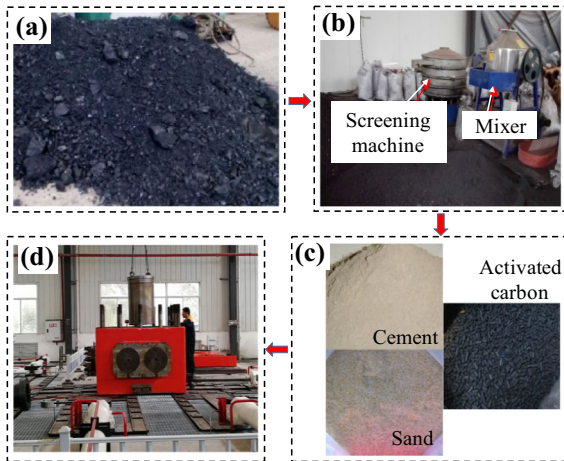 (a)
(b)
Screening
machine
Mixer
(d)
(c)
Activated
carbon
Cement
Sand